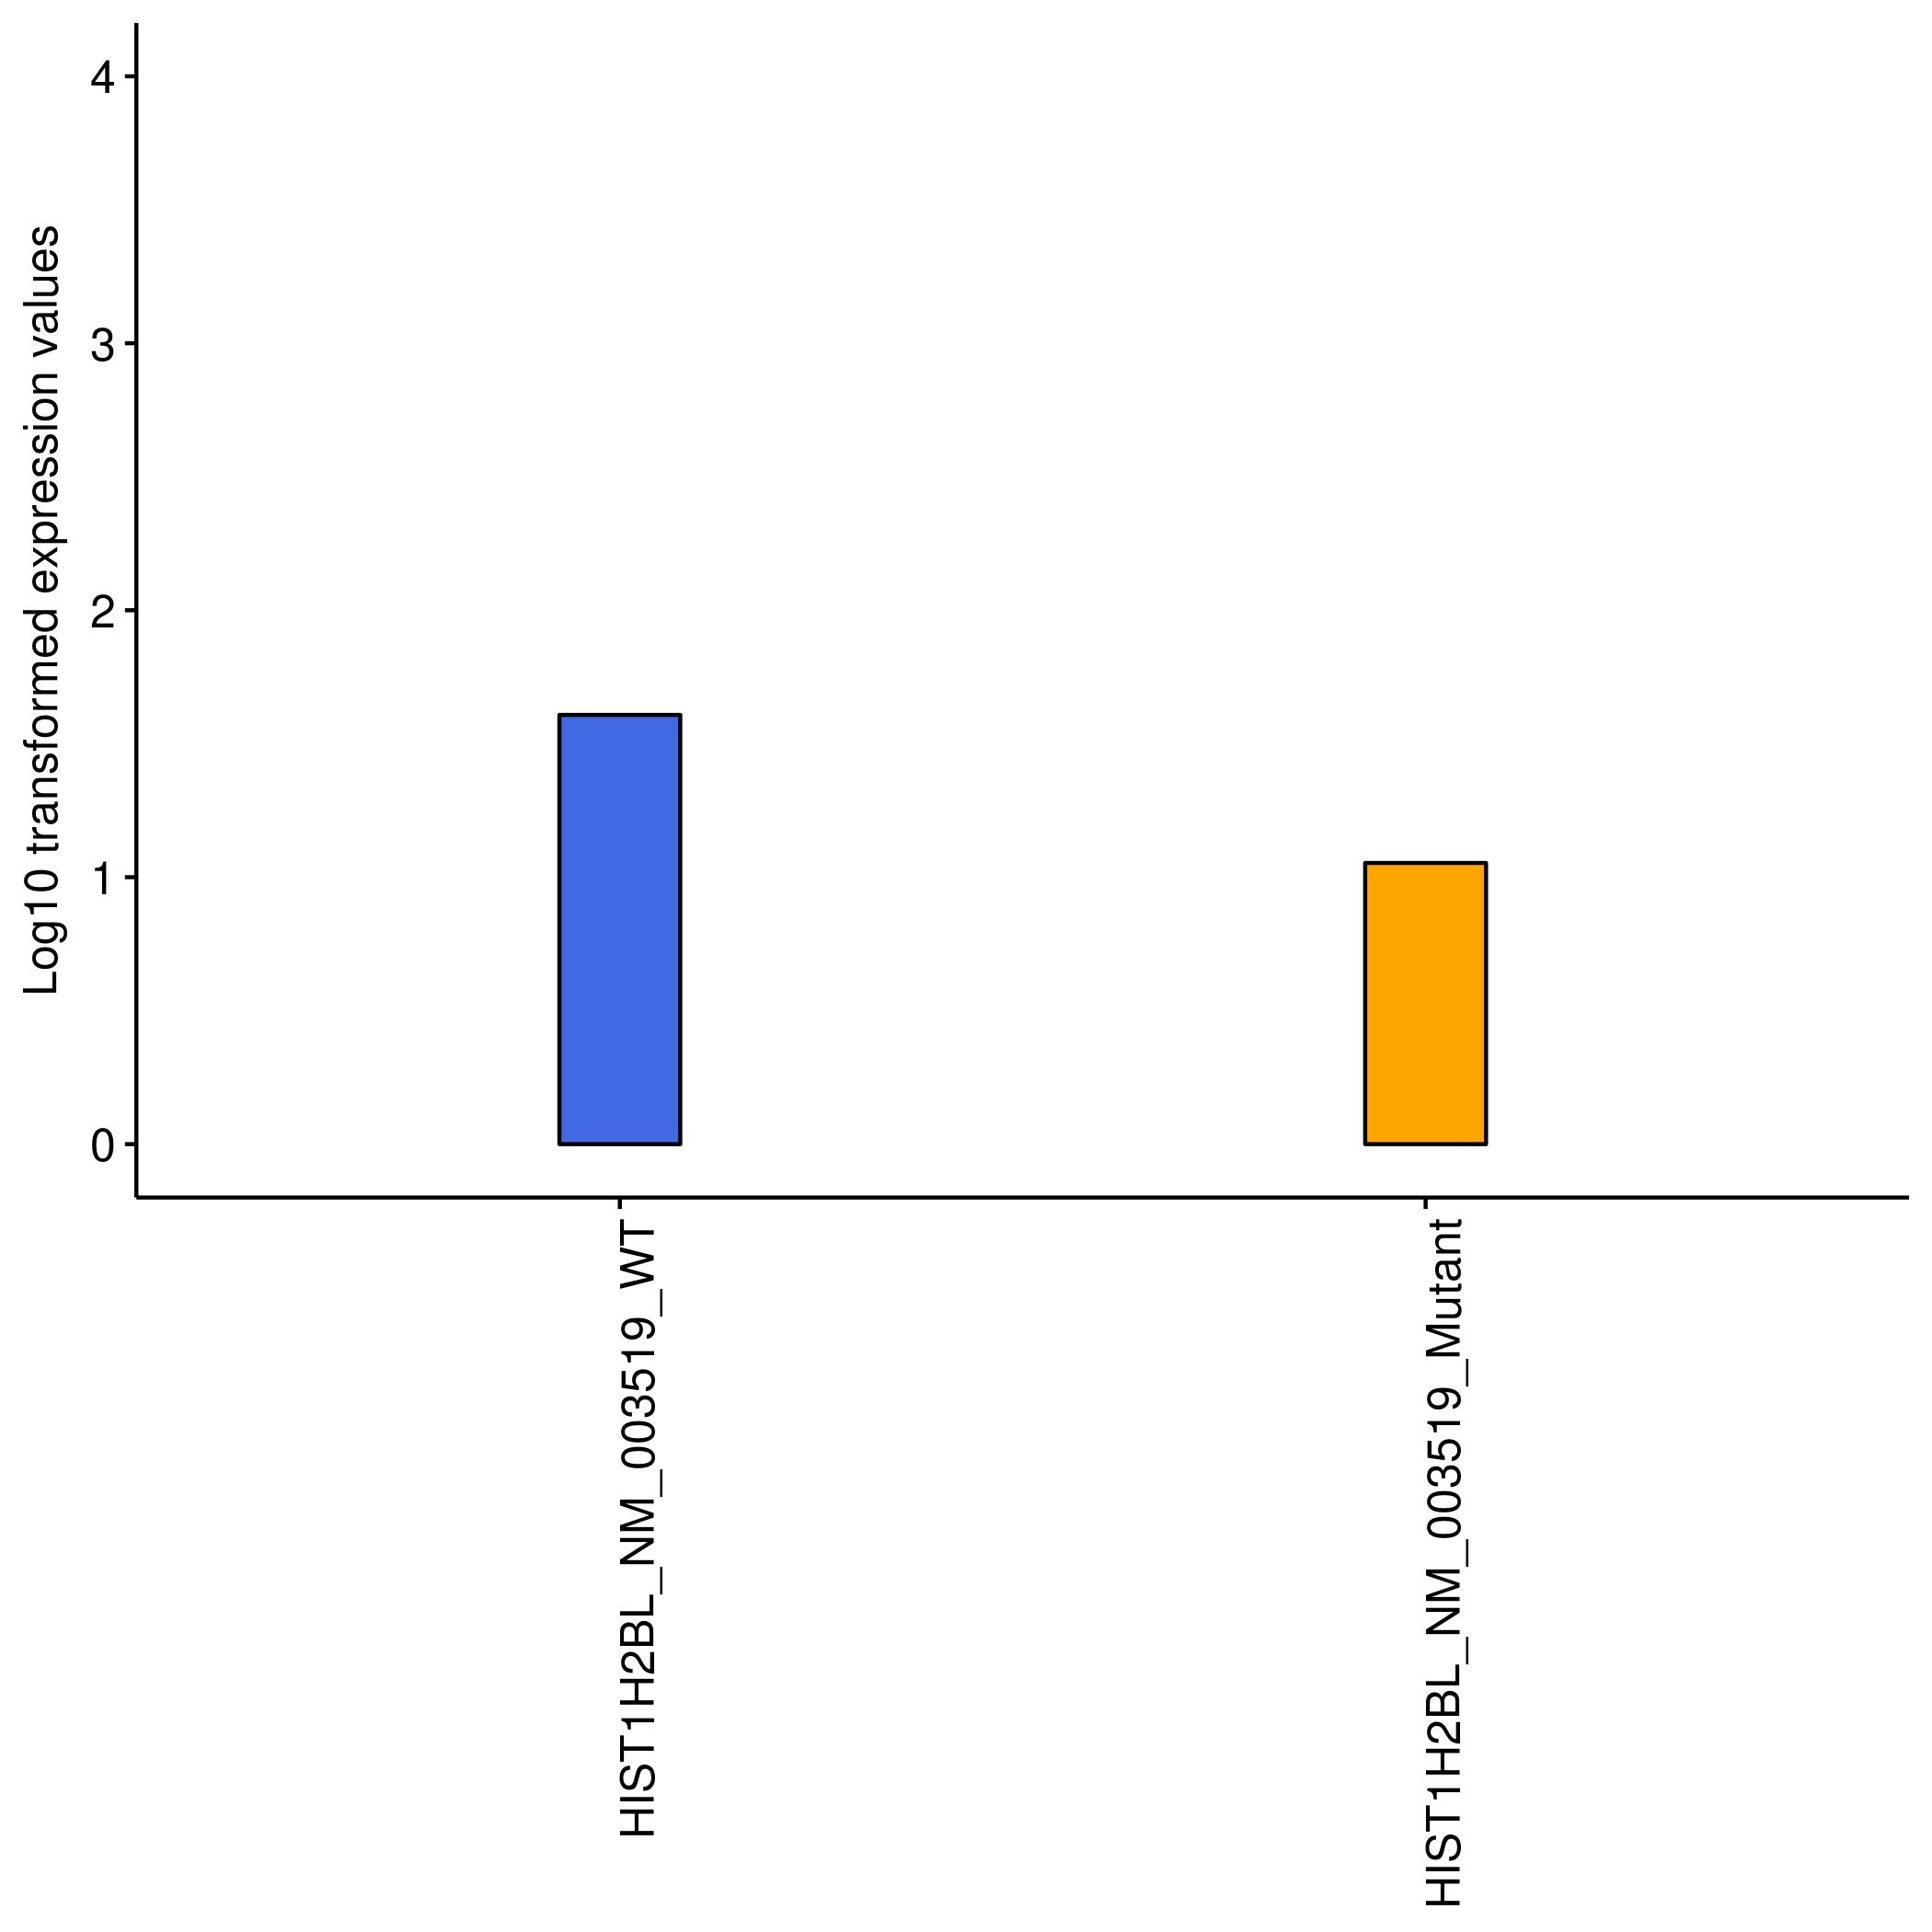 Log10 transformed expression values
4
3
2
1
0
HIST1H2BL_NM_003519_WT
HIST1H2BL_NM_003519_Mutant